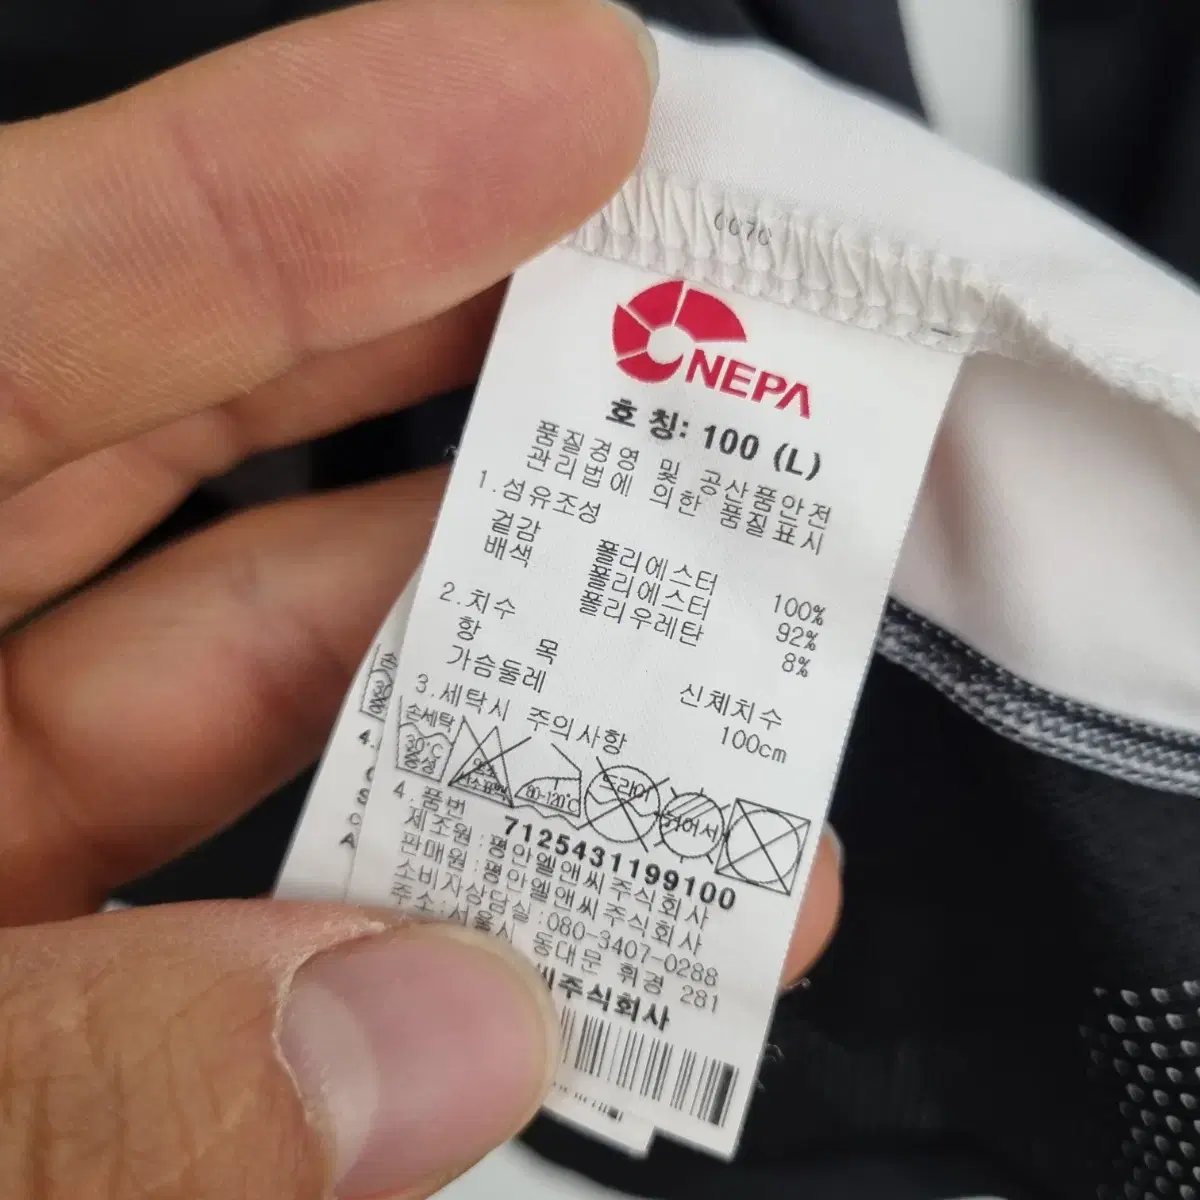 0070
NEPA
호 칭: 100 (L)
품질경영 및 공산품안전
관리법에 의한 품질표시
1.섬유조성
겉감 폴리에스터 100%
배색 폴리에스터 92%
폴리우레탄 8%
2.치수
항 목 신체치수
가슴둘레 100cm
3.세탁시 주의사항
손세탁
30℃
중성
염소
산소표백
80-120℃
드라이
4.품번 7125431199100
제조원:평안엘앤씨주식회사
판매원:평안엘앤씨주식회사
소비자상담실:080-3407-0288
주소:서울시 동대문 휘경 281
씨주식회사
4.